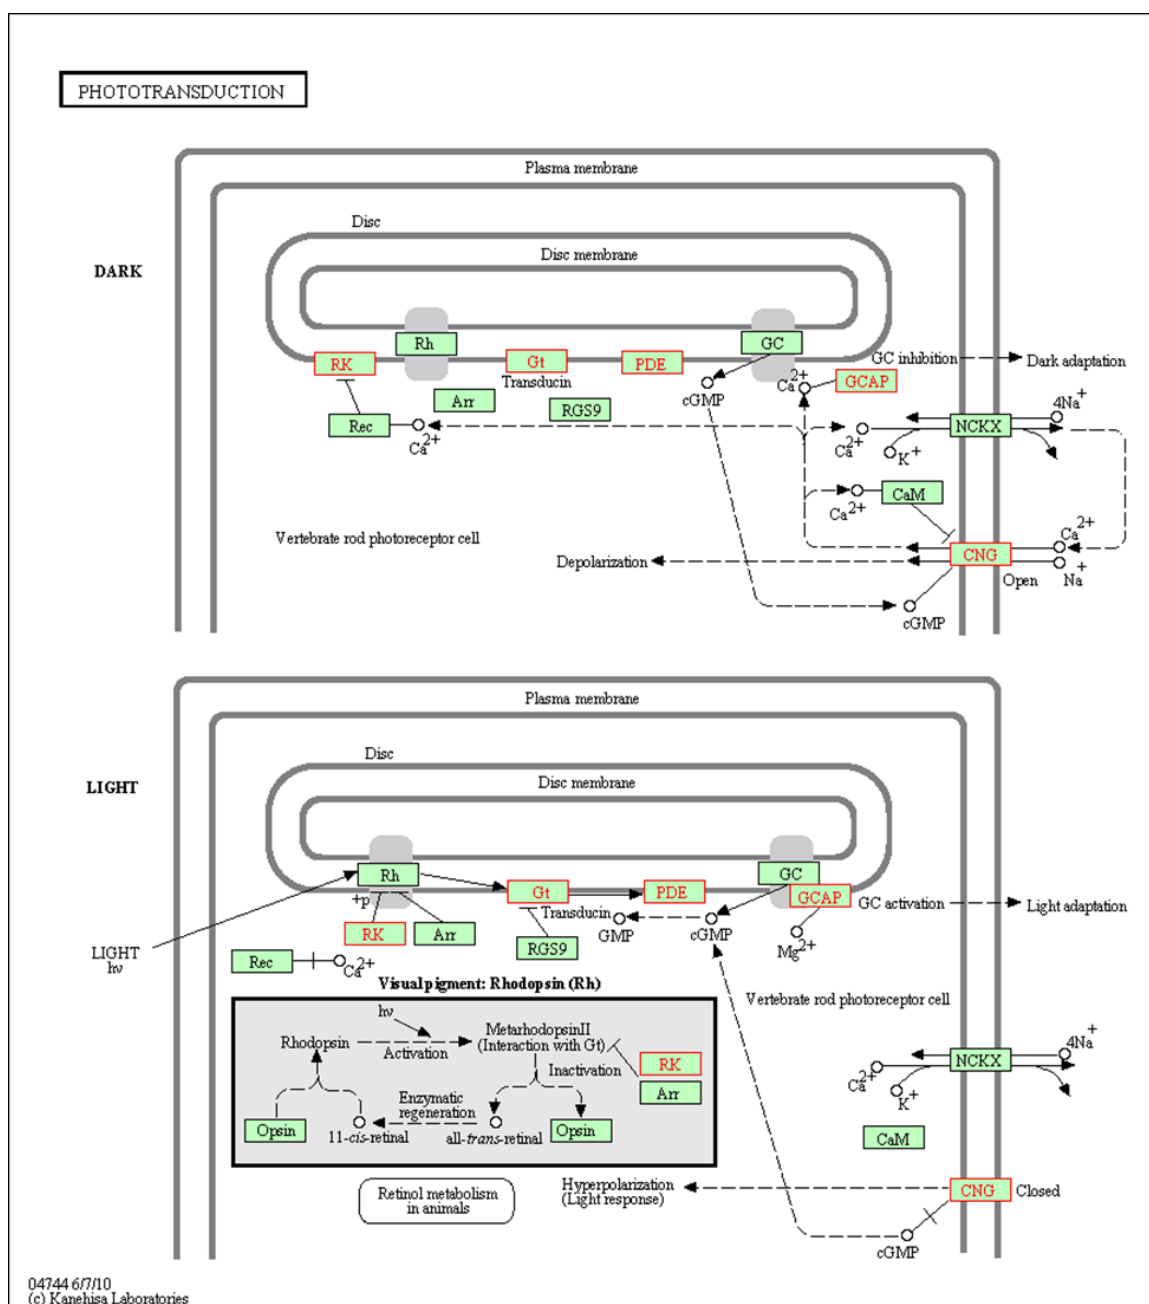 PHOTOTRANSDUCTION
Plasma membrane
Disc
Disc membrane
DARK
Rh
GC
RK
Gt
PDE
GC inhibition
Dark adaptation
Transducin
Ca2+
GCAP
cGMP
Arr
RGS9
4Na+
Rec
Ca2+
NCKX
Ca2+
K+
CaM
Ca2+
Ca2+
Vertebrate rod photoreceptor cell
CNG
Depolarization
Open
Na+
cGMP
Plasma membrane
Disc
LIGHT
Disc membrane
Rh
GC
Gt
PDE
GCAP
+p
GC activation
Light adaptation
Transducin
GMP
cGMP
RK
Arr
RGS9
Mg2+
LIGHT
hν
Rec
Ca2+
Visual pigment: Rhodopsin (Rh)
Vertebrate rod photoreceptor cell
hν
Rhodopsin
Activation
MetarhodopsinII
(Interaction with Gt)
4Na+
NCKX
Inactivation
RK
Arr
Ca2+
K+
Enzymatic
regeneration
Opsin
11-cis-retinal
all-trans-retinal
Opsin
CaM
Retinol metabolism
in animals
Hyperpolarization
(Light response)
CNG
Closed
cGMP
04744 6/7/10
(c) Kanehisa Laboratories